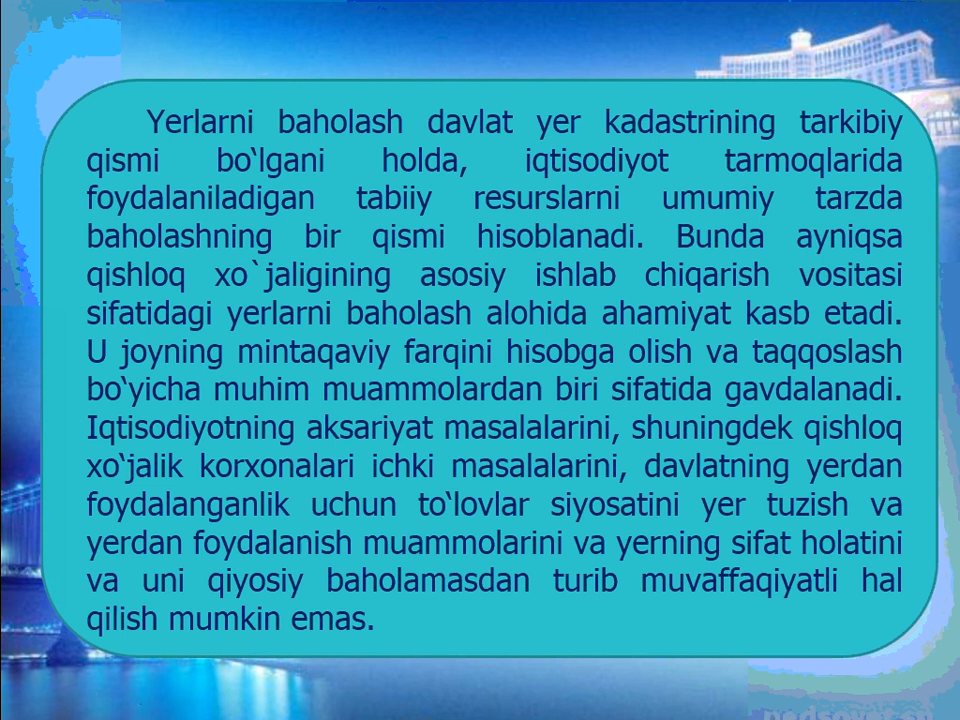 Yerlarni baholash davlat yer kadastrining tarkibiy
qismi bo‘lgani holda, iqtisodiyot tarmoqlarida
foydalaniladigan tabiiy resurslarni umumiy tarzda
baholashning bir qismi hisoblanadi. Bunda ayniqsa
qishloq xo`jaligining asosiy ishlab chiqarish vositasi
sifatidagi yerlarni baholash alohida ahamiyat kasb etadi.
U joyning mintaqaviy farqini hisobga olish va taqqoslash
bo‘yicha muhim muammolardan biri sifatida gavdalanadi.
Iqtisodiyotning aksariyat masalalarini, shuningdek qishloq
xo‘jalik korxonalari ichki masalalarini, davlatning yerdan
foydalanganlik uchun to‘lovlar siyosatini yer tuzish va
yerdan foydalanish muammolarini va yerning sifat holatini
va uni qiyosiy baholamasdan turib muvaffaqiyatli hal
qilish mumkin emas.